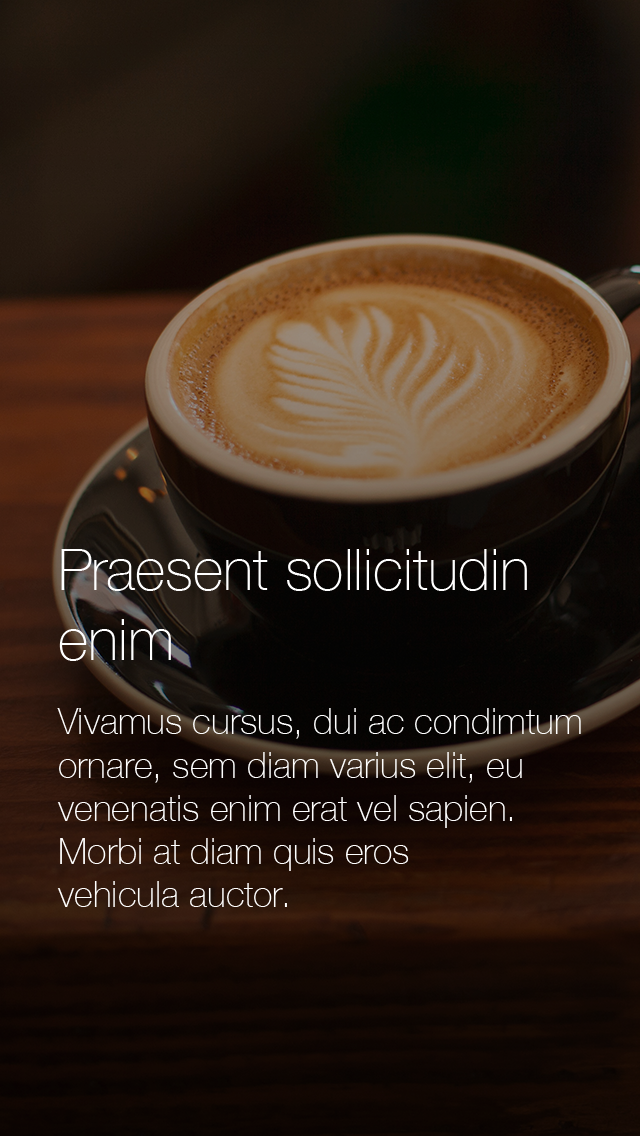 Praesent sollicitudin
enim
Vivamus cursus, dui ac condimtum
ornare, sem diam varius elit, eu
venenatis enim erat vel sapien.
Morbi at diam quis eros
vehicula auctor.